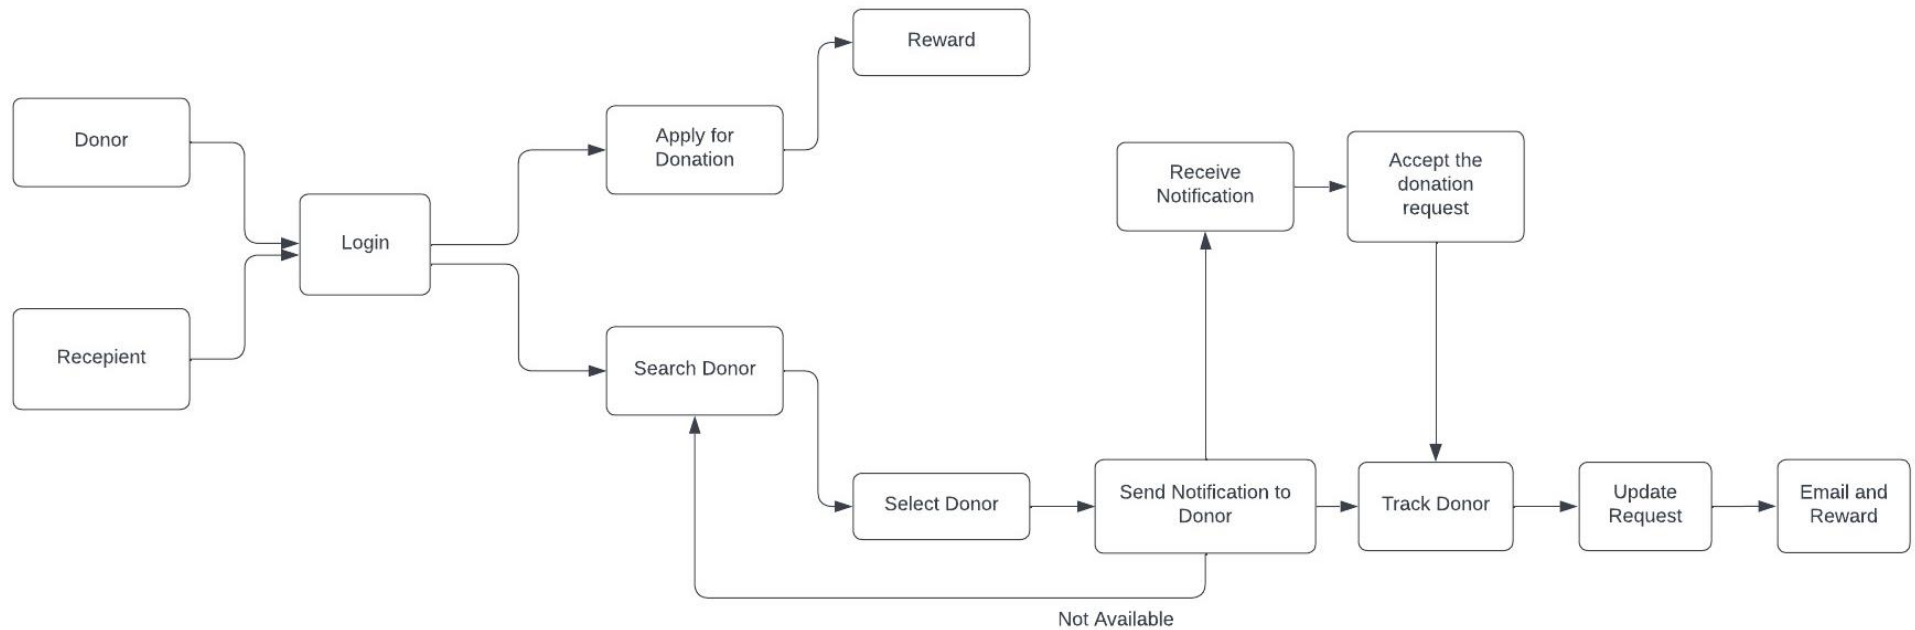 Reward
Donor
Apply for
Donation
Receive
Notification
Accept the
donation
request
Login
Recepient
Search Donor
Select Donor
Send Notification to
Donor
Track Donor
Update
Request
Email and
Reward
Not Available